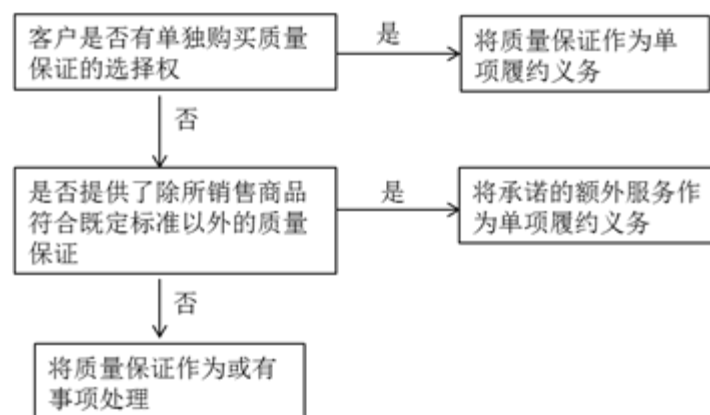 客户是否有单独购买质量
保证的选择权
是
将质量保证作为单
项履约义务
否
是否提供了除所销售商品
符合既定标准以外的质量
保证
是
将承诺的额外服务作
为单项履约义务
否
将质量保证作为或有
事项处理